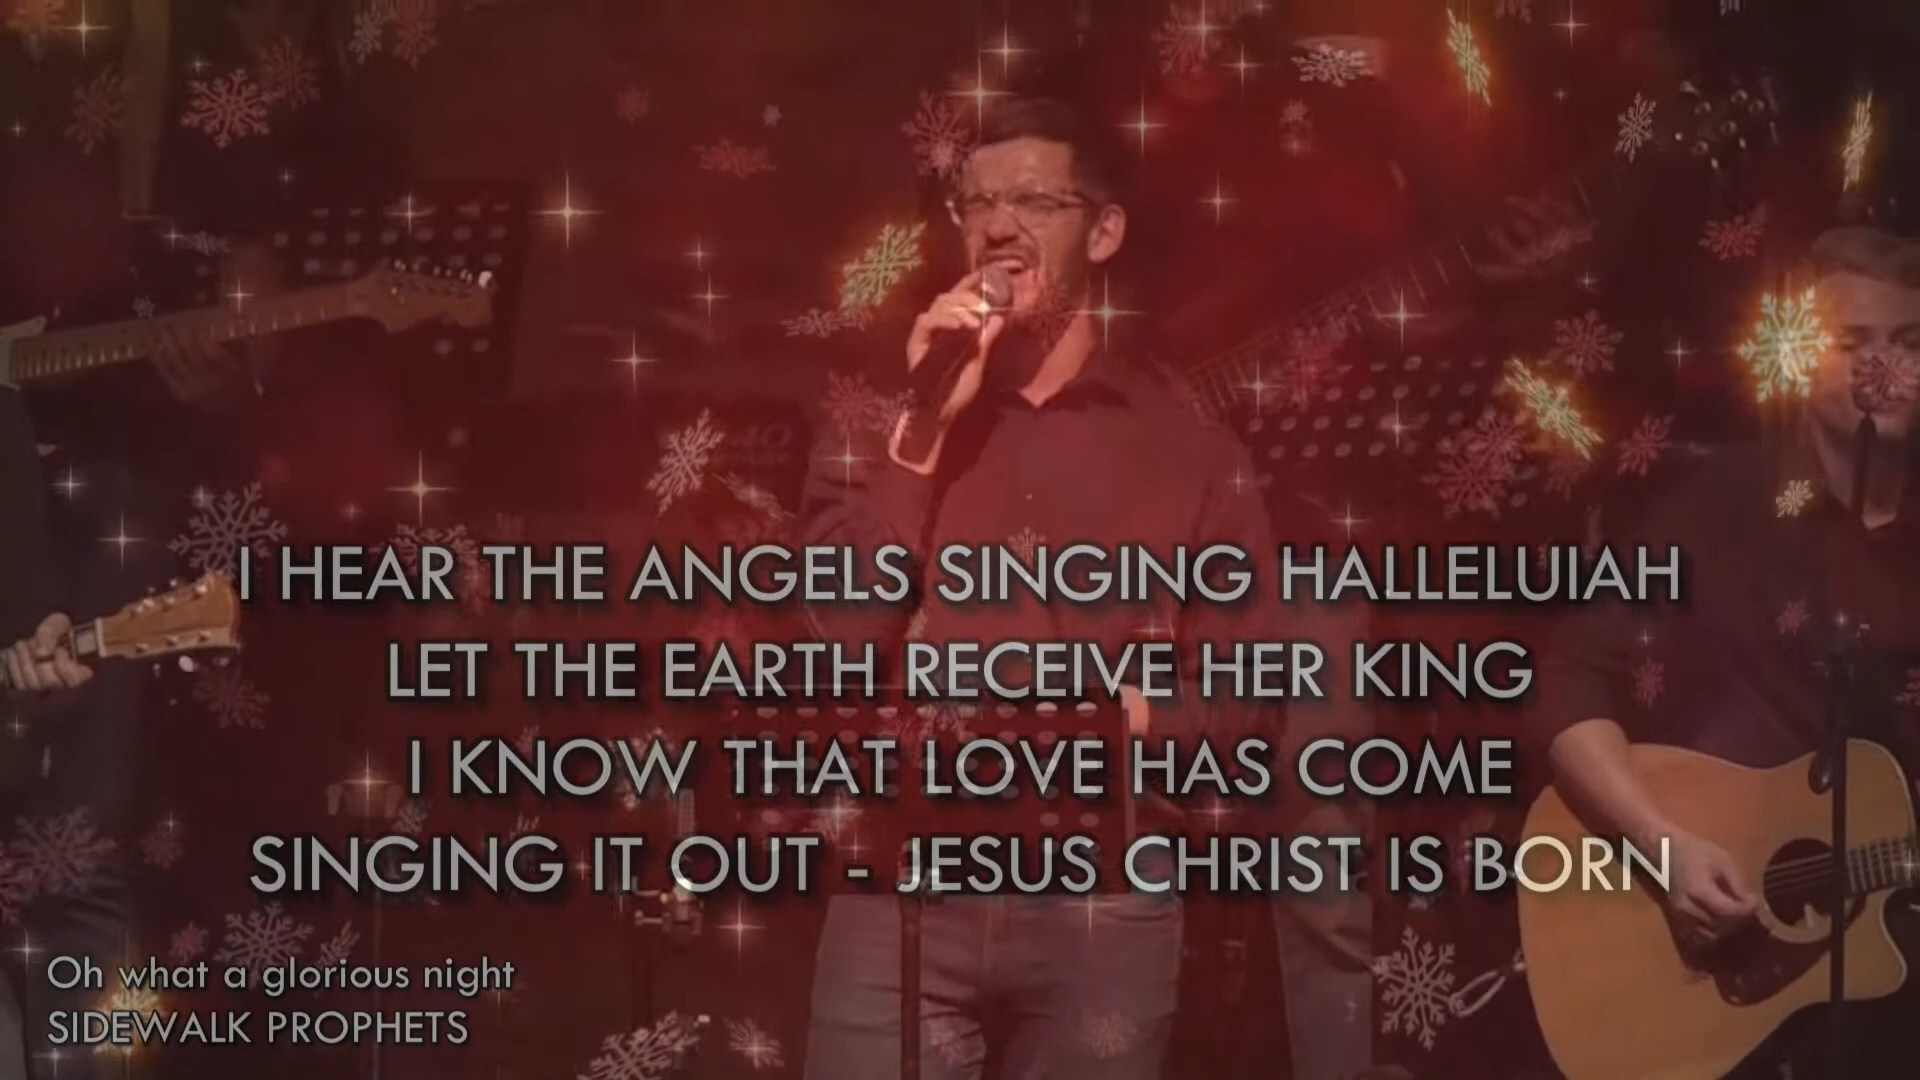 I HEAR THE ANGELS SINGING HALLELUIAH
LET THE EARTH RECEIVE HER KING
I KNOW THAT LOVE HAS COME
SINGING IT OUT - JESUS CHRIST IS BORN
Oh what a glorious night
SIDEWALK PROPHETS